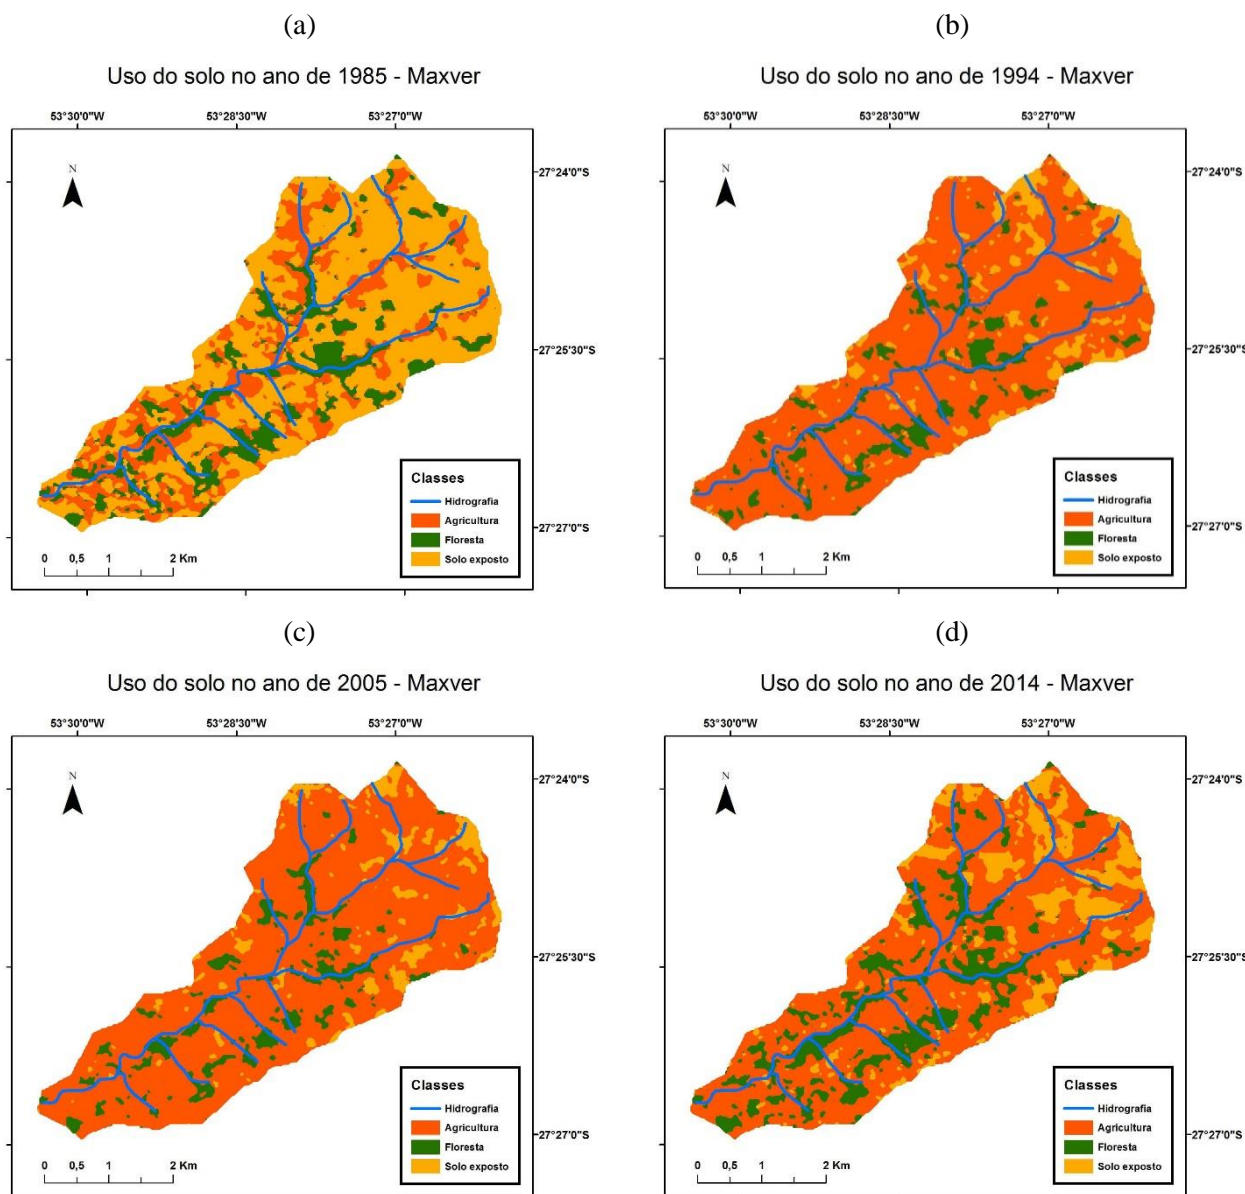 (a)
Uso do solo no ano de 1985 - Maxver
53°30'0"W 53°28'30"W 53°27'0"W
N
27°24'0"S
27°25'30"S
27°27'0"S
Classes
Hidrografia
Agricultura
Floresta
Solo exposto
0 0,5 1 2 Km
(b)
Uso do solo no ano de 1994 - Maxver
53°30'0"W 53°28'30"W 53°27'0"W
N
27°24'0"S
27°25'30"S
27°27'0"S
Classes
Hidrografia
Agricultura
Floresta
Solo exposto
0 0,5 1 2 Km
(c)
Uso do solo no ano de 2005 - Maxver
53°30'0"W 53°28'30"W 53°27'0"W
N
27°24'0"S
27°25'30"S
27°27'0"S
Classes
Hidrografia
Agricultura
Floresta
Solo exposto
0 0,5 1 2 Km
(d)
Uso do solo no ano de 2014 - Maxver
53°30'0"W 53°28'30"W 53°27'0"W
N
27°24'0"S
27°25'30"S
27°27'0"S
Classes
Hidrografia
Agricultura
Floresta
Solo exposto
0 0,5 1 2 Km